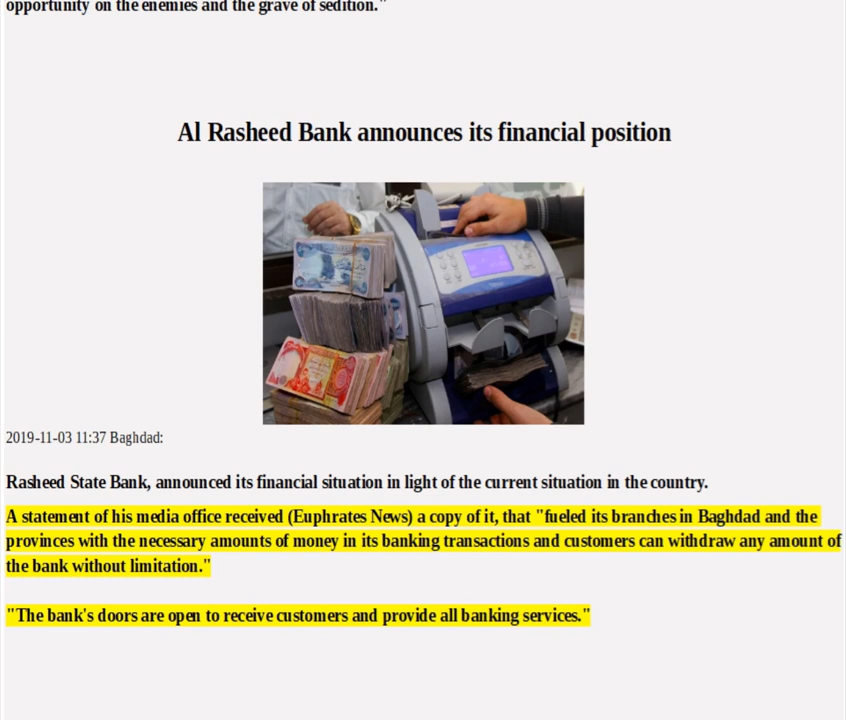 opportunity on the enemies and the grave of sedition."
Al Rasheed Bank announces its financial position
2019-11-03 11:37 Baghdad:
Rasheed State Bank, announced its financial situation in light of the current situation in the country.
A statement of his media office received (Euphrates News) a copy of it, that "fueled its branches in Baghdad and the
provinces with the necessary amounts of money in its banking transactions and customers can withdraw any amount of
the bank without limitation."
"The bank's doors are open to receive customers and provide all banking services."